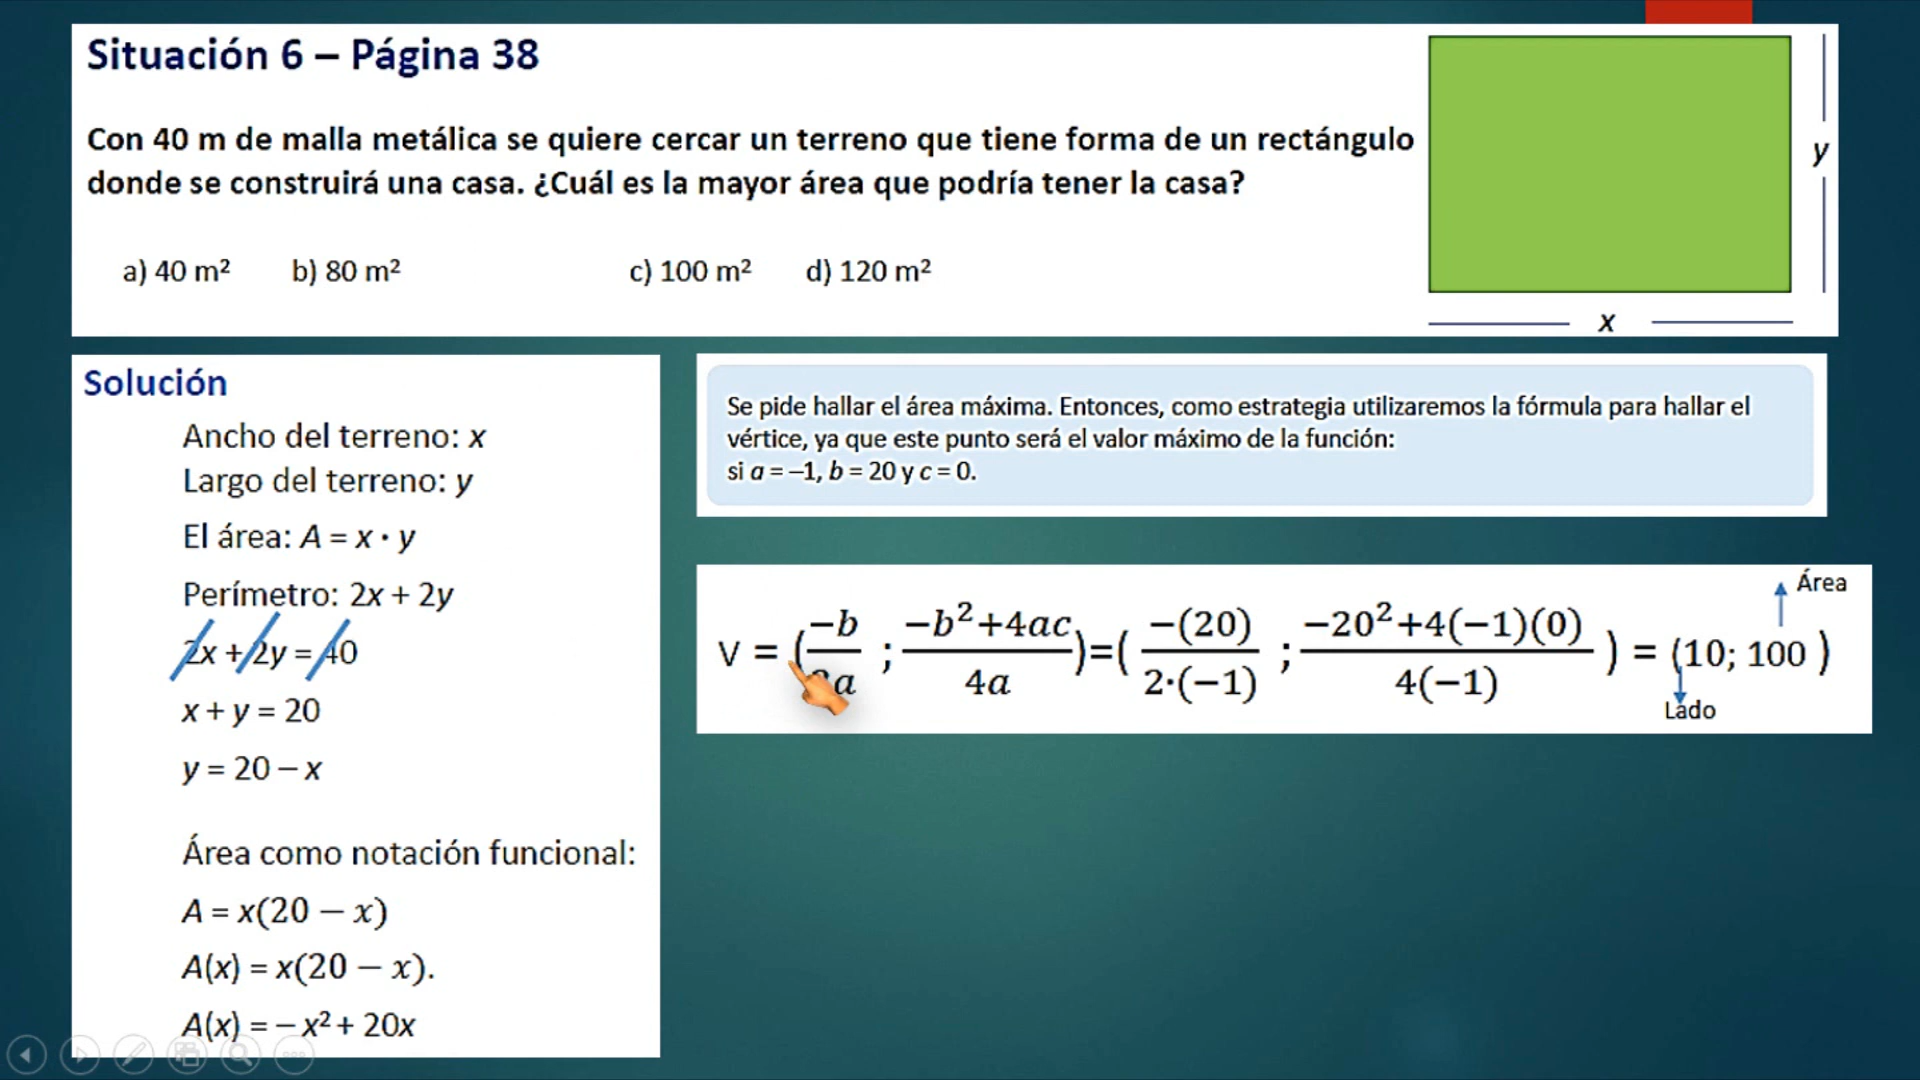 Situación 6 – Página 38
Con 40 m de malla metálica se quiere cercar un terreno que tiene forma de un rectángulo
donde se construirá una casa. ¿Cuál es la mayor área que podría tener la casa?
a) 40 m² b) 80 m² c) 100 m² d) 120 m²
y
x
Solución
Ancho del terreno: x
Largo del terreno: y
El área: A = x · y
Perímetro: 2x + 2y
2x + 2y = 40
x + y = 20
y = 20 – x
Área como notación funcional:
A = x(20 − x)
A(x) = x(20 − x).
A(x) = – x² + 20x
Se pide hallar el área máxima. Entonces, como estrategia utilizaremos la fórmula para hallar el
vértice, ya que este punto será el valor máximo de la función:
si a = –1, b = 20 y c = 0.
V = (−b/2a ; −b²+4ac/4a)=( −(20)/2·(−1) ; −20²+4(−1)(0)/4(−1) ) = (10; 100 )
Área
Lado